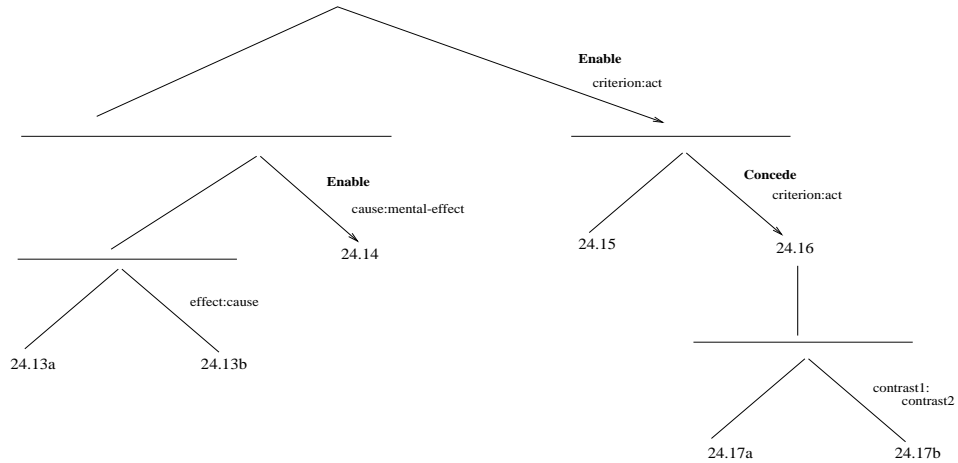 Enable
criterion:act
Enable
cause:mental-effect
24.14
Concede
criterion:act
24.15
24.16
effect:cause
24.13a
24.13b
contrast1:
contrast2
24.17a
24.17b